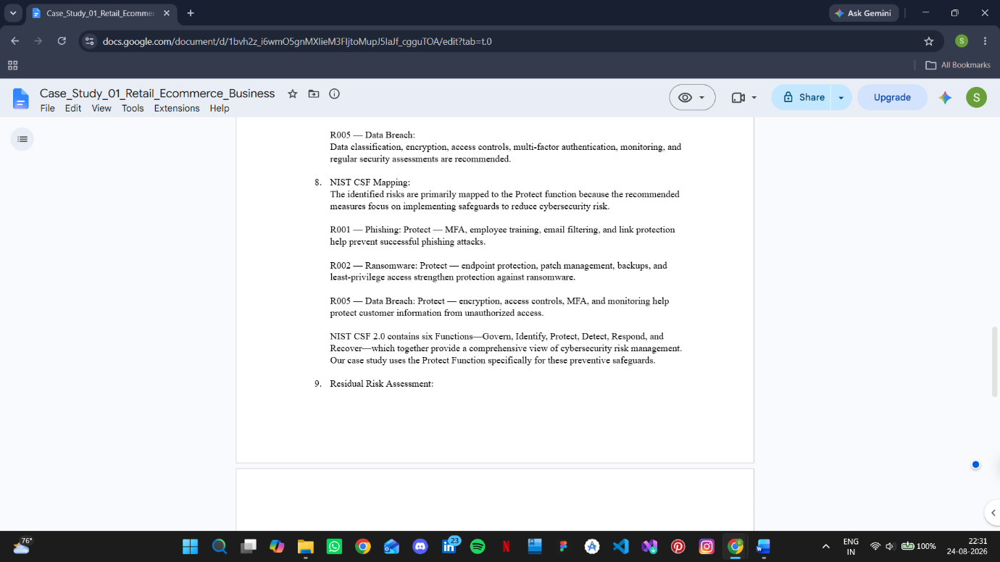 Case_Study_01_Retail_Ecommer
Ask Gemini
docs.google.com/document/d/1bvh2z_i6wmO5gnMXlieM3FIjtoMupJ5IaJf_cgguTOA/edit?tab=t.0
S
All Bookmarks
Case_Study_01_Retail_Ecommerce_Business
File Edit View Tools Extensions Help
Share
Upgrade
S
R005 — Data Breach:
Data classification, encryption, access controls, multi-factor authentication, monitoring, and
regular security assessments are recommended.
8. NIST CSF Mapping:
The identified risks are primarily mapped to the Protect function because the recommended
measures focus on implementing safeguards to reduce cybersecurity risk.
R001 — Phishing: Protect — MFA, employee training, email filtering, and link protection
help prevent successful phishing attacks.
R002 — Ransomware: Protect — endpoint protection, patch management, backups, and
least-privilege access strengthen protection against ransomware.
R005 — Data Breach: Protect — encryption, access controls, MFA, and monitoring help
protect customer information from unauthorized access.
NIST CSF 2.0 contains six Functions—Govern, Identify, Protect, Detect, Respond, and
Recover—which together provide a comprehensive view of cybersecurity risk management.
Our case study uses the Protect Function specifically for these preventive safeguards.
9. Residual Risk Assessment:
76°
23
ENG
IN
100%
22:31
24-08-2026